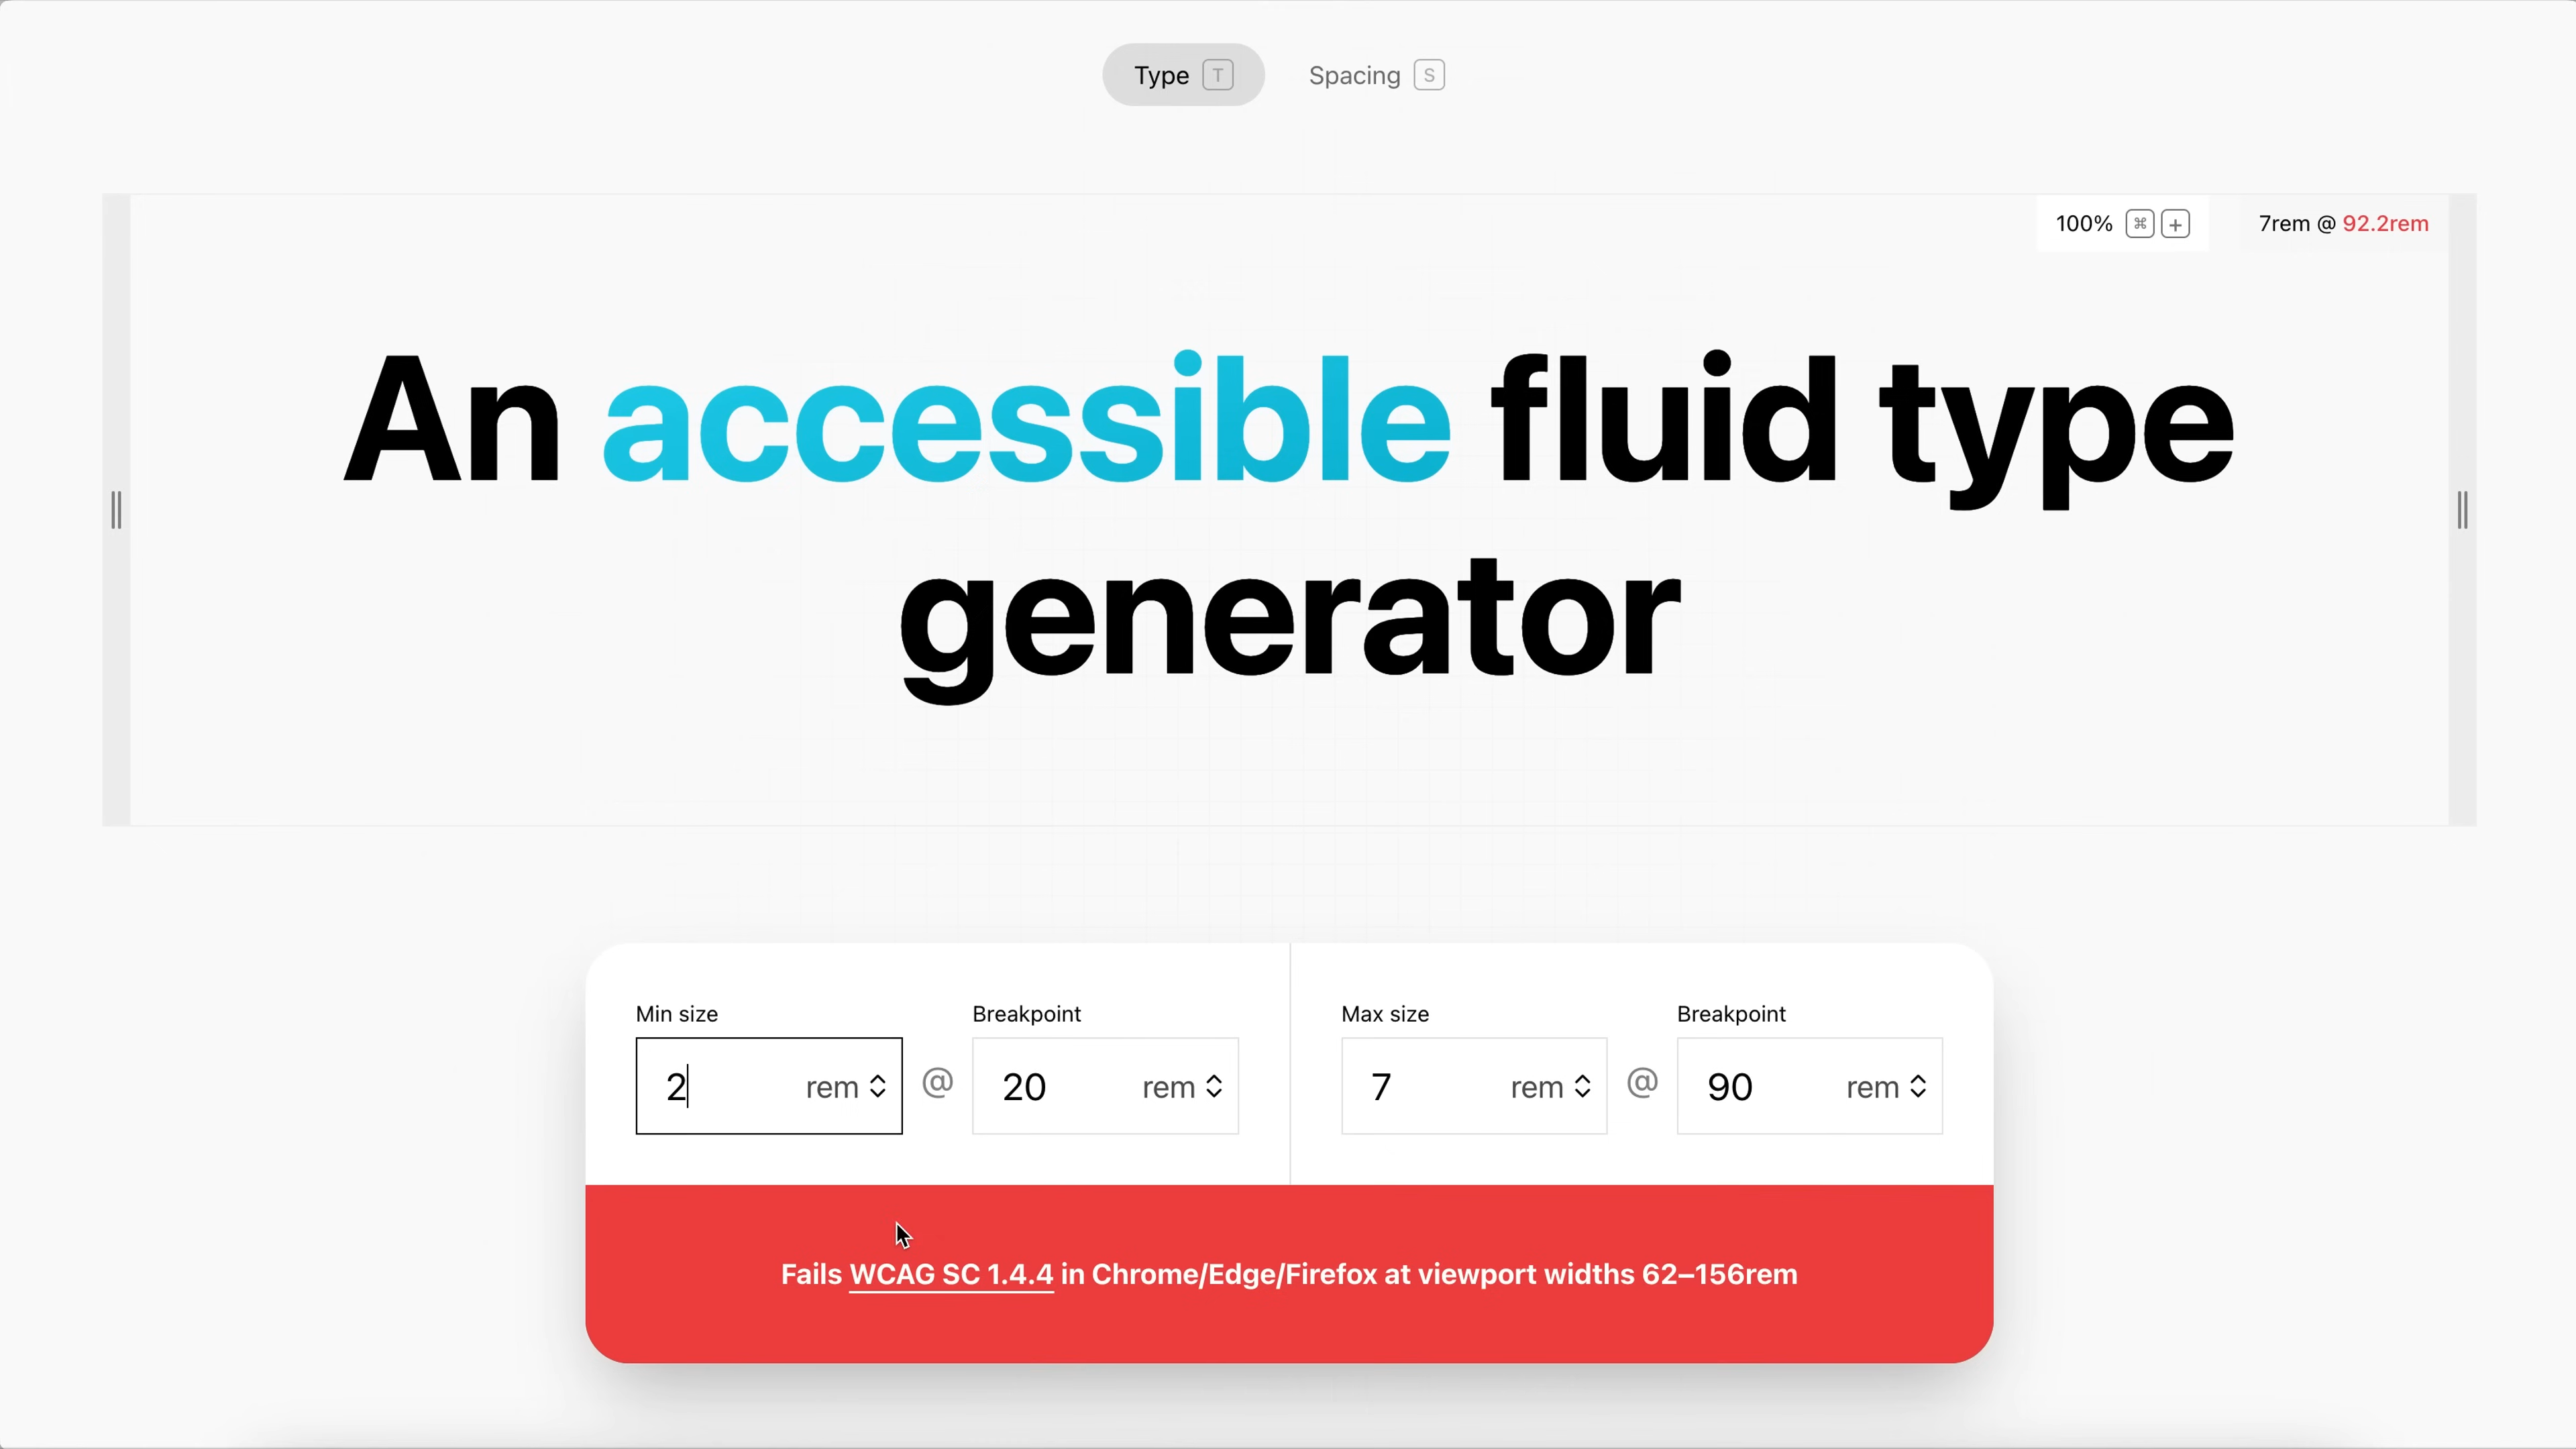 Type T Spacing S
100% ⌘ + 7rem @ 92.2rem
An accessible fluid type
generator
Min size Breakpoint Max size Breakpoint
2 rem @ 20 rem 7 rem @ 90 rem
Fails WCAG SC 1.4.4 in Chrome/Edge/Firefox at viewport widths 62–156rem